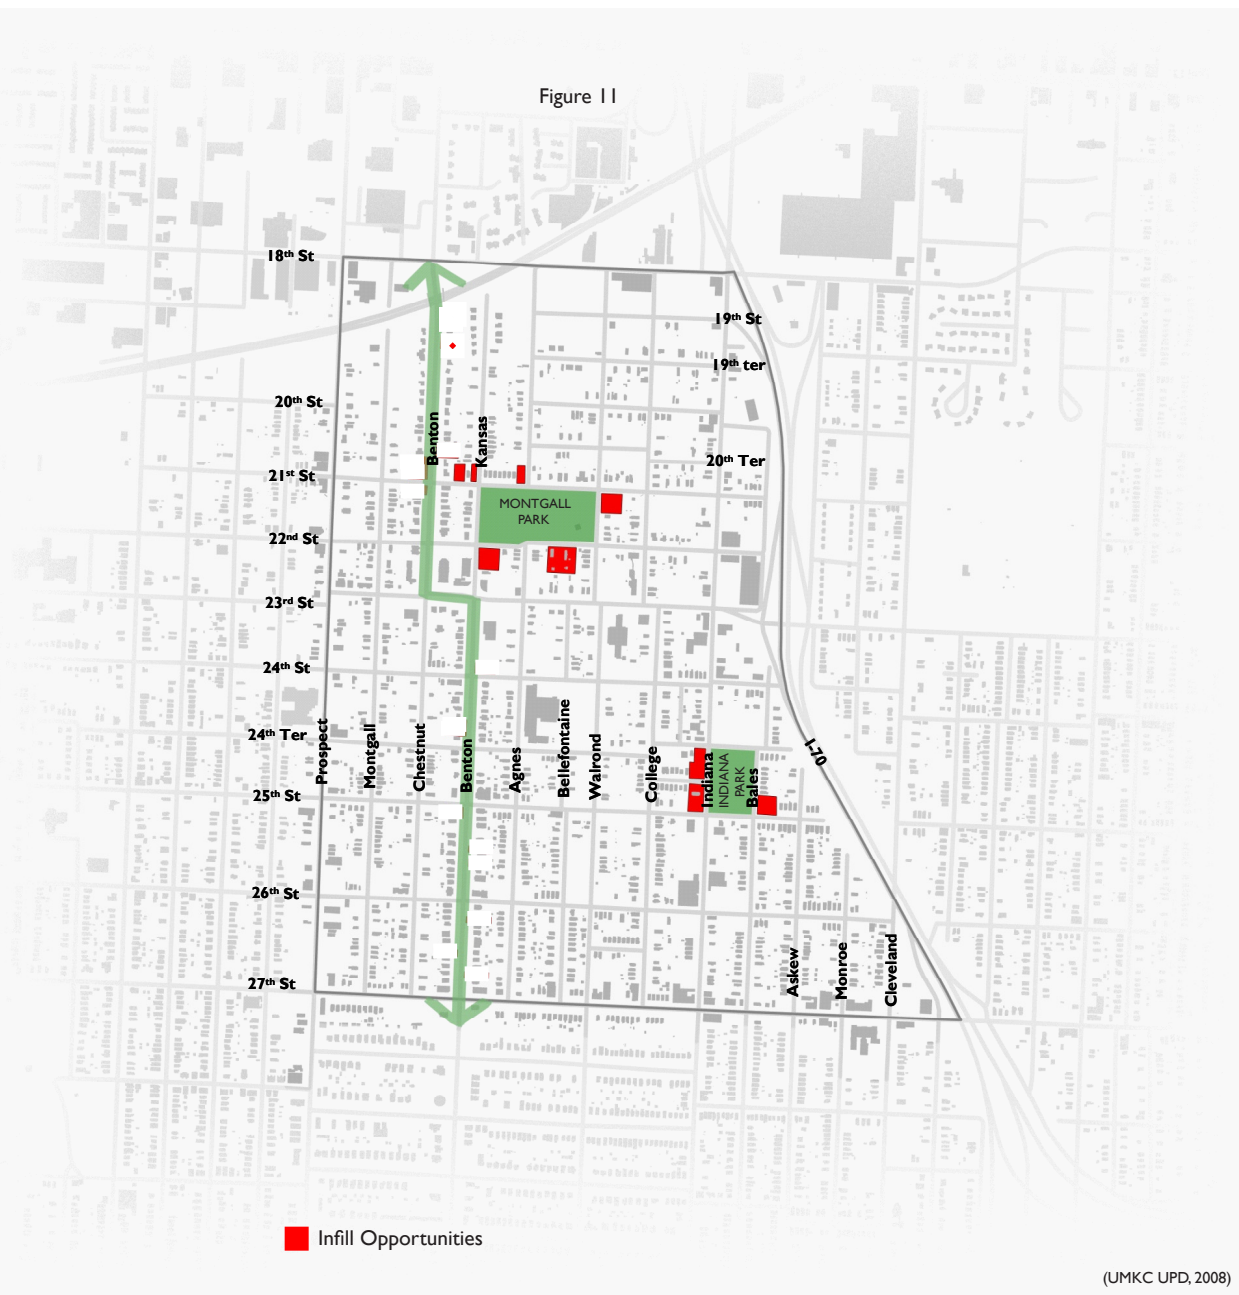 Figure 11
18th St
19th St
19th ter
20th St
Benton
Kansas
20th Ter
21st St
MONTGALL
PARK
22nd St
23rd St
24th St
24th Ter
Prospect
Montgall
Chestnut
Benton
Agnes
Bellefontaine
Walrond
College
Indiana
INDIANA
PARK
Bales
I-70
25th St
26th St
27th St
Askew
Monroe
Cleveland
Infill Opportunities
(UMKC UPD, 2008)